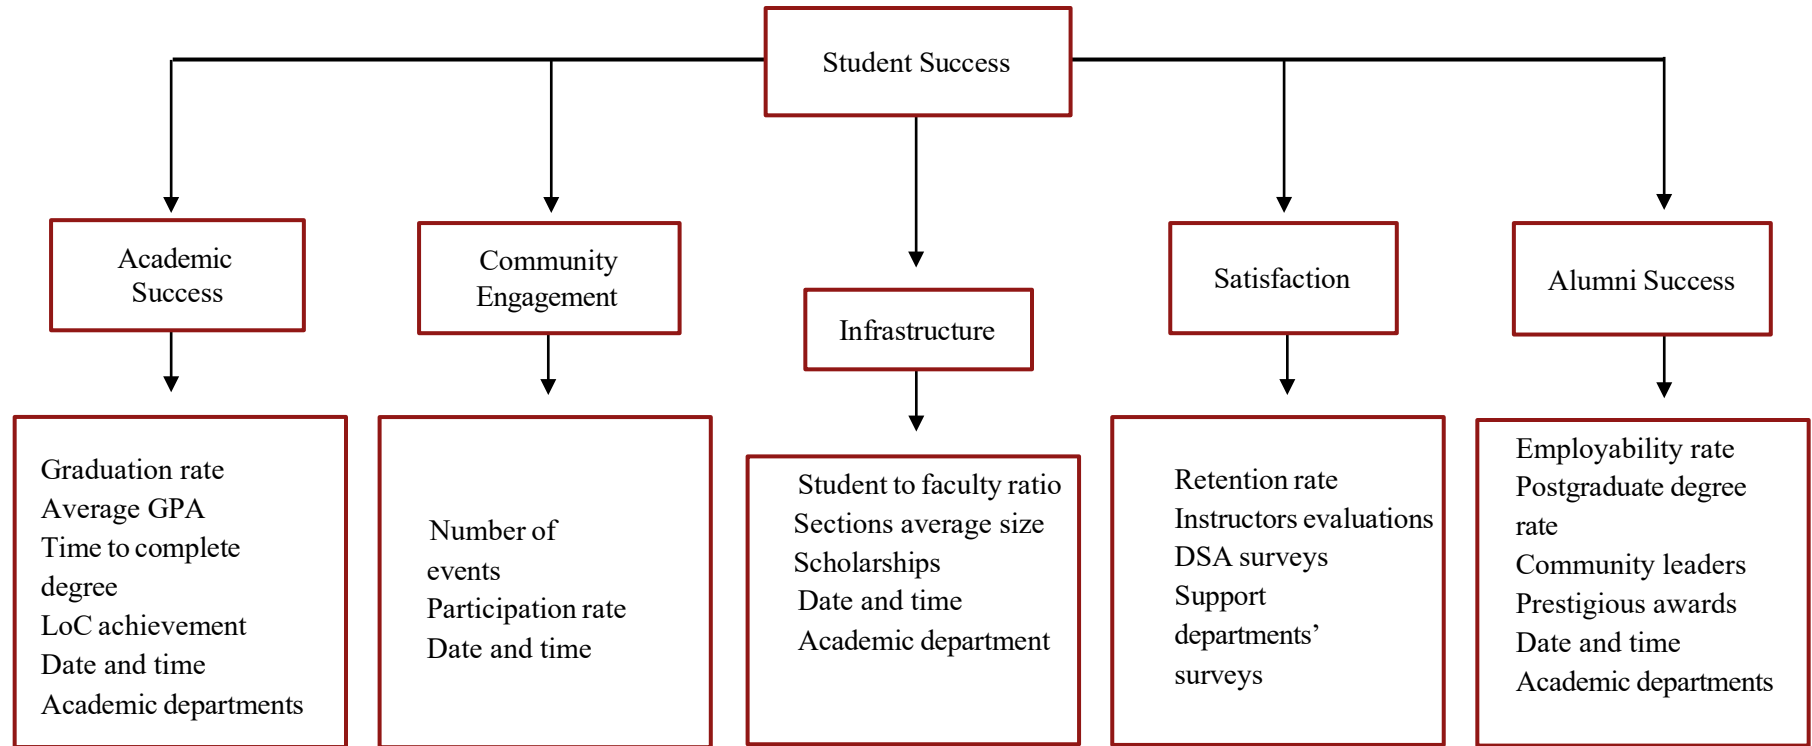 Student Success
Academic
Success
Community
Engagement
Infrastructure
Satisfaction
Alumni Success
Graduation rate
Average GPA
Time to complete
degree
LoC achievement
Date and time
Academic departments
Number of
events
Participation rate
Date and time
Student to faculty ratio
Sections average size
Scholarships
Date and time
Academic department
Retention rate
Instructors evaluations
DSA surveys
Support
departments’
surveys
Employability rate
Postgraduate degree
rate
Community leaders
Prestigious awards
Date and time
Academic departments